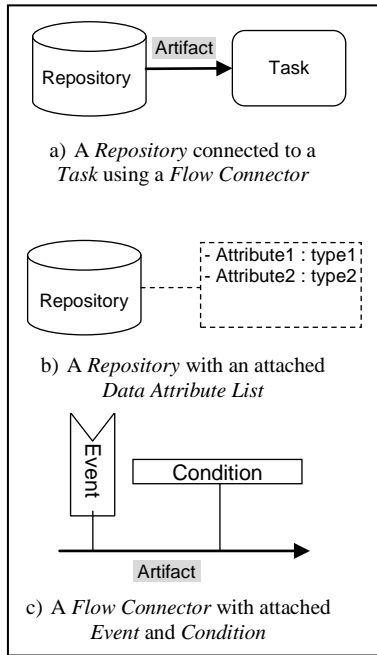 Artifact
Repository
Task
a) A Repository connected to a
Task using a Flow Connector
- Attribute1 : type1
- Attribute2 : type2
Repository
b) A Repository with an attached
Data Attribute List
Event
Condition
Artifact
c) A Flow Connector with attached
Event and Condition